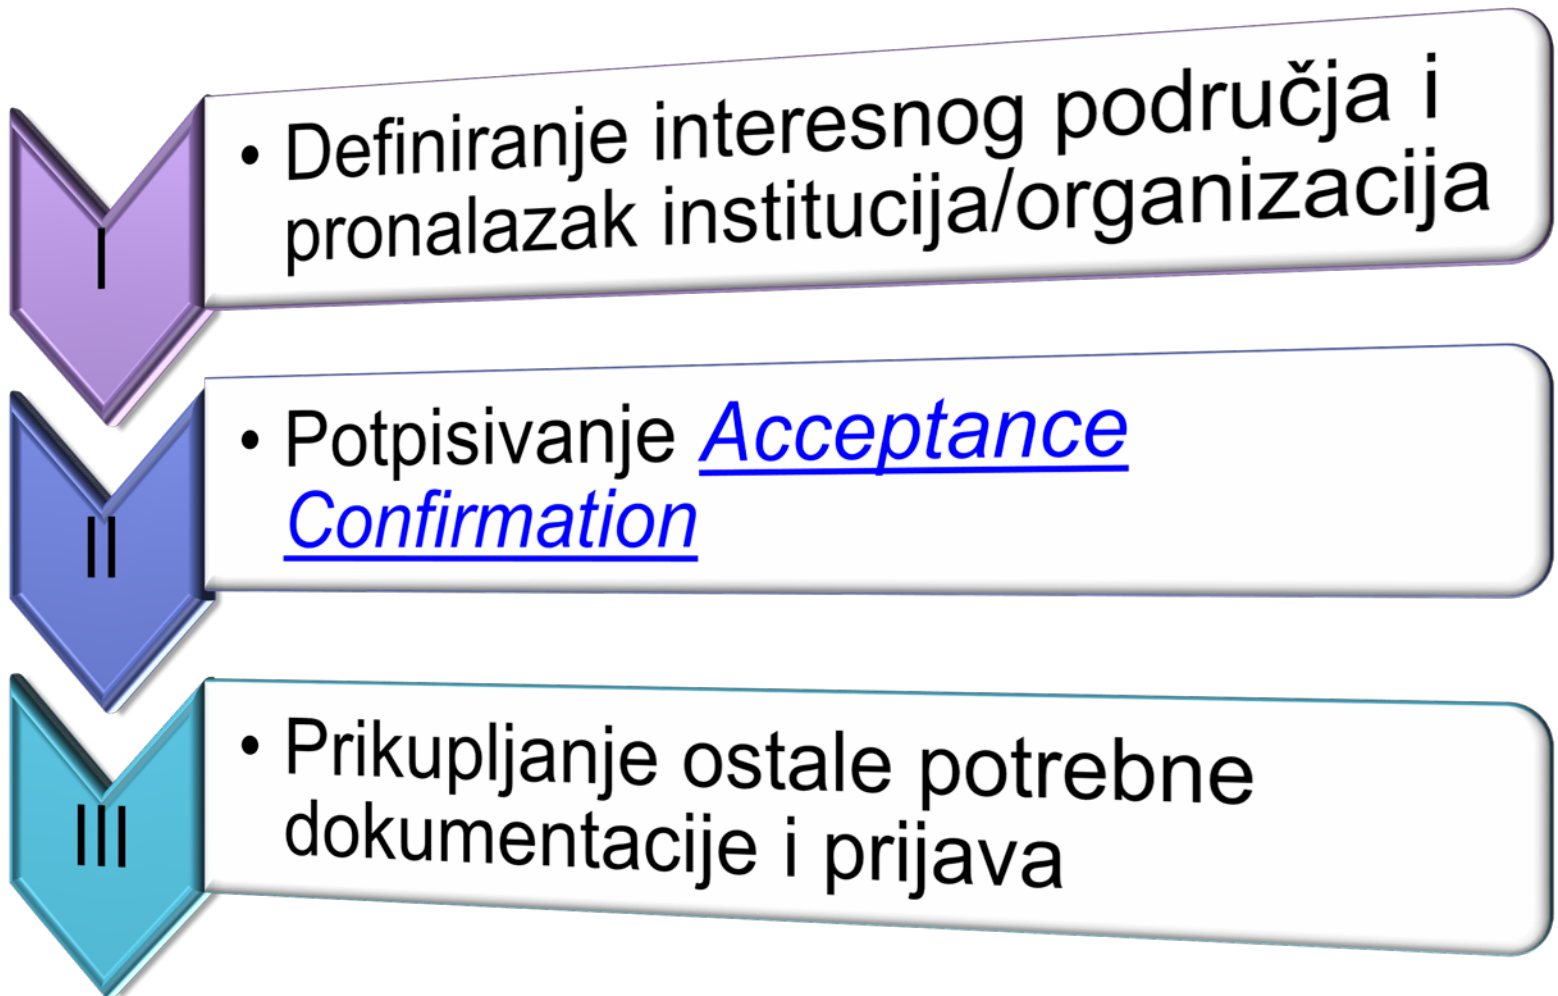 I
• Definiranje interesnog područja i
pronalazak institucija/organizacija
II
• Potpisivanje Acceptance
Confirmation
III
• Prikupljanje ostale potrebne
dokumentacije i prijava